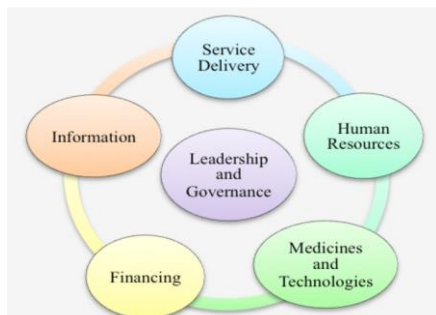 Service
Delivery
Human
Resources
Information
Leadership
and
Governance
Medicines
and
Technologies
Financing